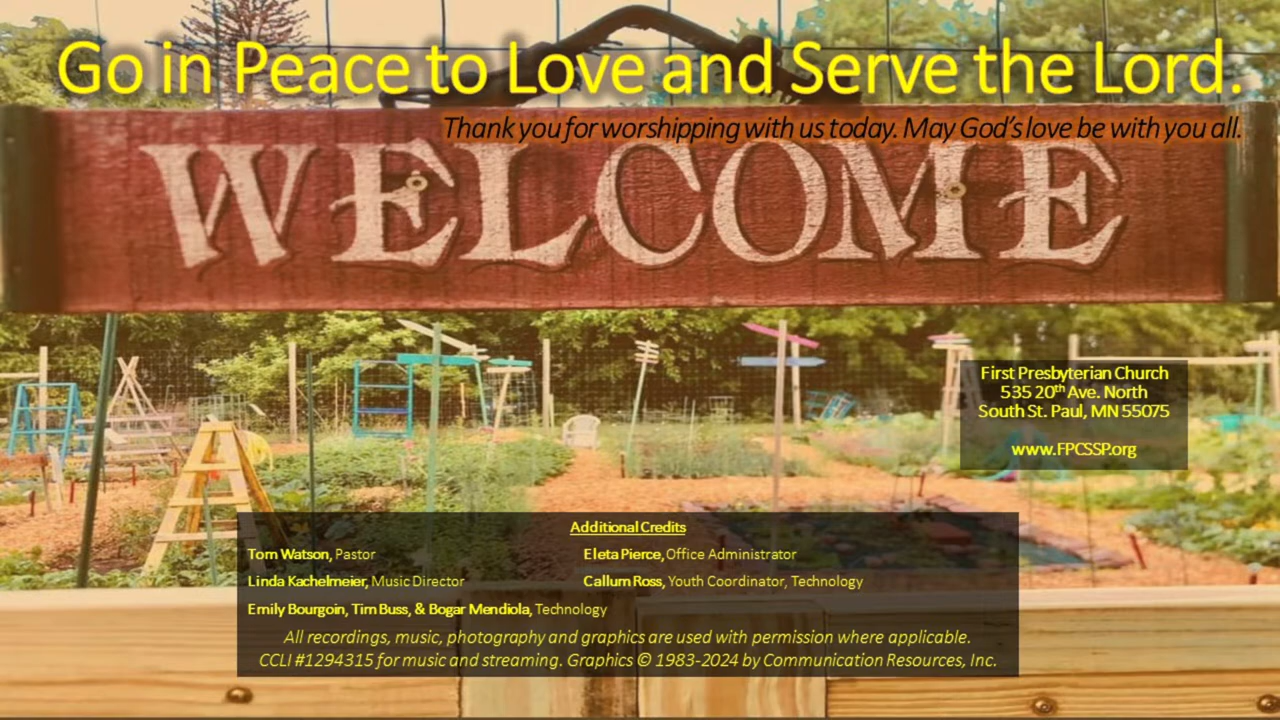 Go in Peace to Love and Serve the Lord.
Thank you for worshipping with us today. May God's love be with you all.
WELCOME
First Presbyterian Church
535 20th Ave. North
South St. Paul, MN 55075
www.FPCSSP.org
Additional Credits
Tom Watson, Pastor
Eleta Pierce, Office Administrator
Linda Kachelmeier, Music Director
Callum Ross, Youth Coordinator, Technology
Emily Bourgoin, Tim Buss, & Bogar Mendiola, Technology
All recordings, music, photography and graphics are used with permission where applicable.
CCLI #1294315 for music and streaming. Graphics © 1983-2024 by Communication Resources, Inc.